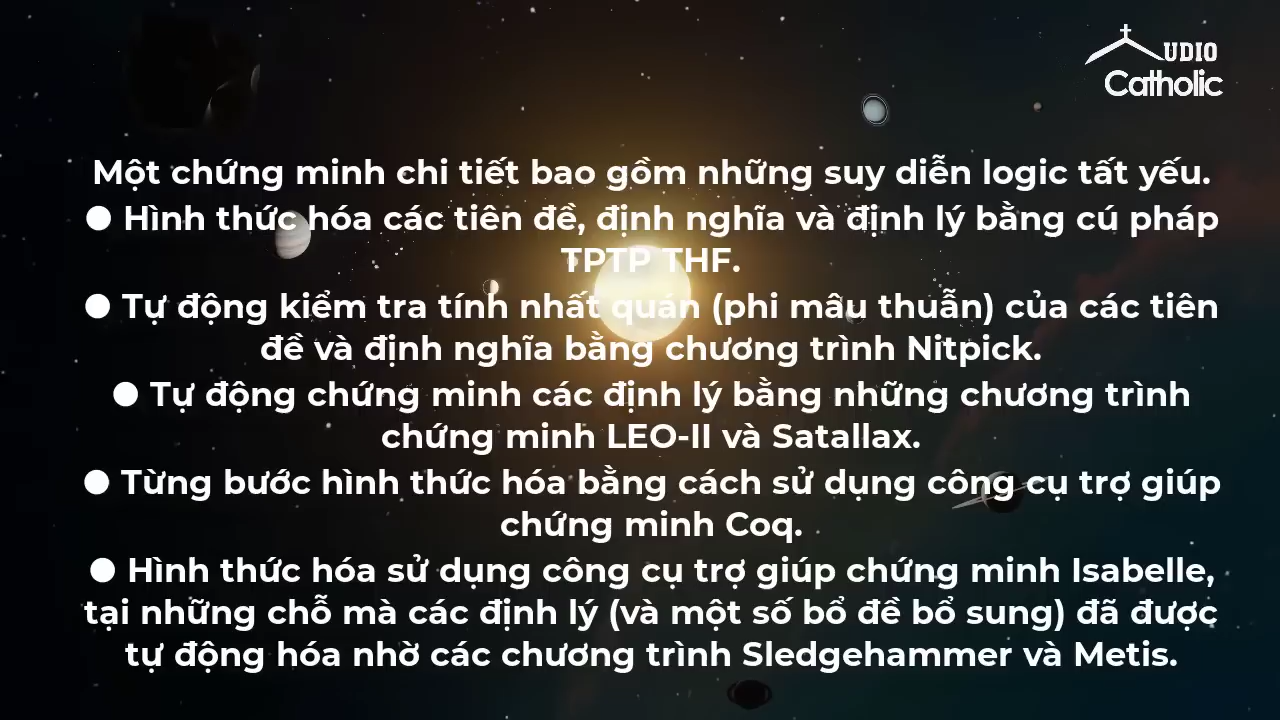 UDIO
Catholic
Một chứng minh chi tiết bao gồm những suy diễn logic tất yếu.
● Hình thức hóa các tiên đề, định nghĩa và định lý bằng cú pháp
TPTP THF.
● Tự động kiểm tra tính nhất quán (phi mâu thuẫn) của các tiên
đề và định nghĩa bằng chương trình Nitpick.
● Tự động chứng minh các định lý bằng những chương trình
chứng minh LEO-II và Satallax.
● Từng bước hình thức hóa bằng cách sử dụng công cụ trợ giúp
chứng minh Coq.
● Hình thức hóa sử dụng công cụ trợ giúp chứng minh Isabelle,
tại những chỗ mà các định lý (và một số bổ đề bổ sung) đã được
tự động hóa nhờ các chương trình Sledgehammer và Metis.